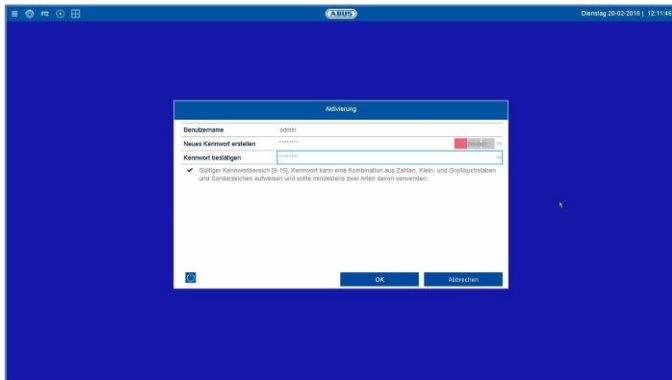 ABUS
Dienstag 20-02-2018 | 12:11:46
Aktivierung
Benutzername admin
Neues Kennwort erstellen ********
Kennwort bestätigen ********
Gültiger Kennwortbereich [9-16]. Kennwort kann eine Kombination aus Zahlen, Klein- und Großbuchstaben
und Sonderzeichen aufweisen und sollte mindestens zwei Arten davon verwenden.
OK Abbrechen